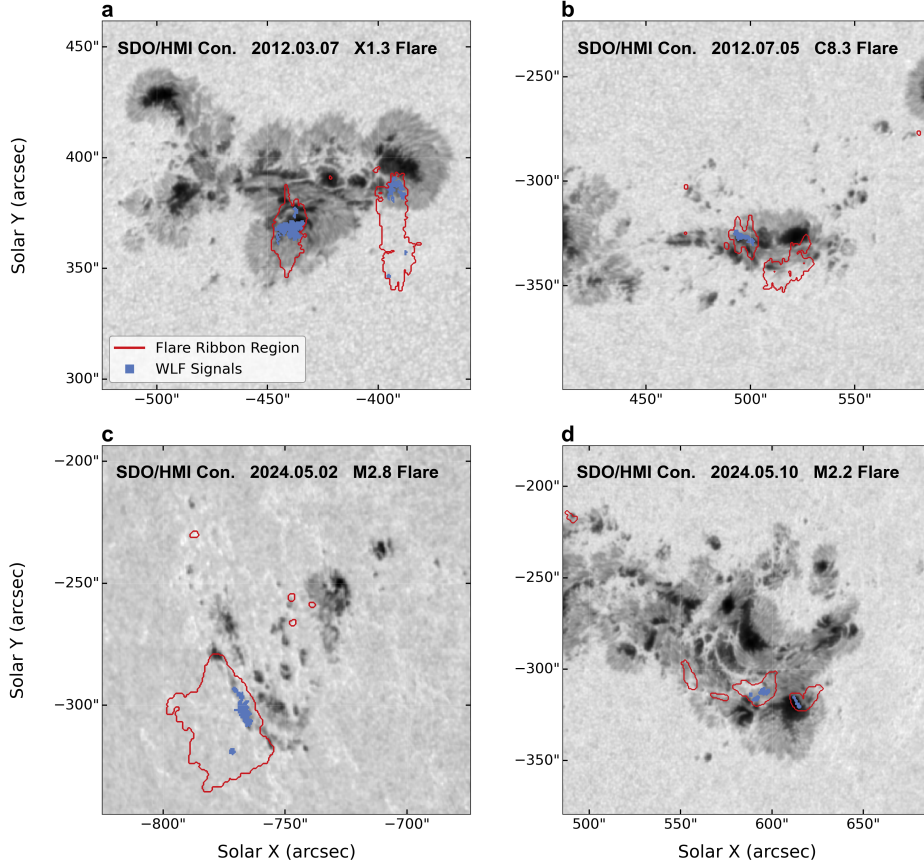 a
SDO/HMI Con. 2012.03.07 X1.3 Flare
450"
400"
350"
300"
Solar Y (arcsec)
Flare Ribbon Region
WLF Signals
−500" −450" −400"
b
SDO/HMI Con. 2012.07.05 C8.3 Flare
−250"
−300"
−350"
450" 500" 550"
c
SDO/HMI Con. 2024.05.02 M2.8 Flare
−200"
−250"
−300"
Solar Y (arcsec)
−800" −750" −700"
Solar X (arcsec)
d
SDO/HMI Con. 2024.05.10 M2.2 Flare
−200"
−250"
−300"
−350"
500" 550" 600" 650"
Solar X (arcsec)